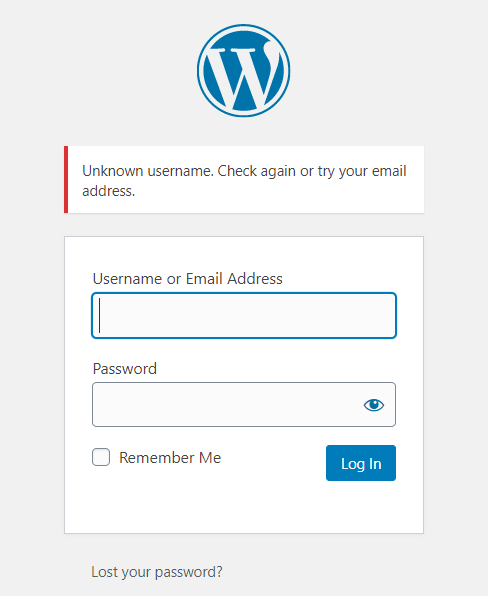 Unknown username. Check again or try your email
address.
Username or Email Address
Password
Remember Me
Log In
Lost your password?